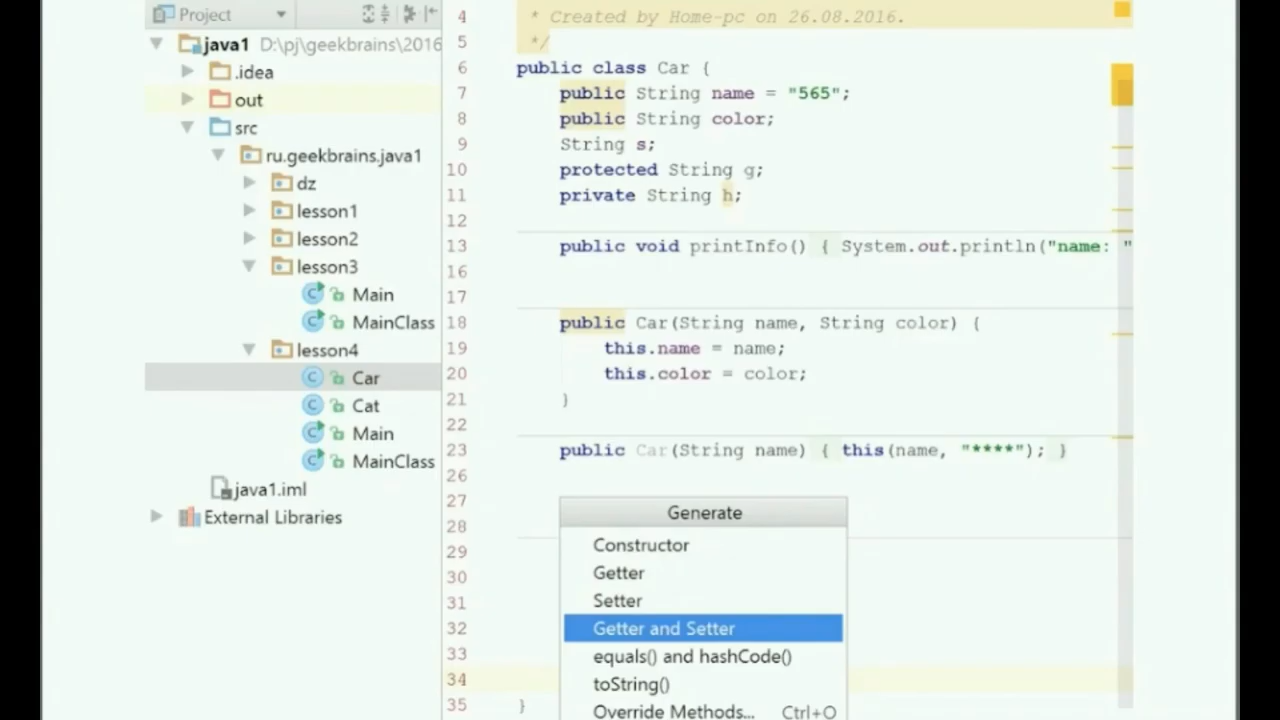 Project
java1 D:\pj\geekbrains\2016
.idea
out
src
ru.geekbrains.java1
dz
lesson1
lesson2
lesson3
Main
MainClass
lesson4
Car
Cat
Main
MainClass
java1.iml
External Libraries
4 * Created by Home-pc on 26.08.2016.
5 */
6 public class Car {
7 public String name = "565";
8 public String color;
9 String s;
10 protected String g;
11 private String h;
12
13 public void printInfo() { System.out.println("name: "
16
17
18 public Car(String name, String color) {
19 this.name = name;
20 this.color = color;
21 }
22
23 public Car(String name) { this(name, "****"); }
26
27
28
29
30
31
32
33
34
35 }
Generate
Constructor
Getter
Setter
Getter and Setter
equals() and hashCode()
toString()
Override Methods... Ctrl+O